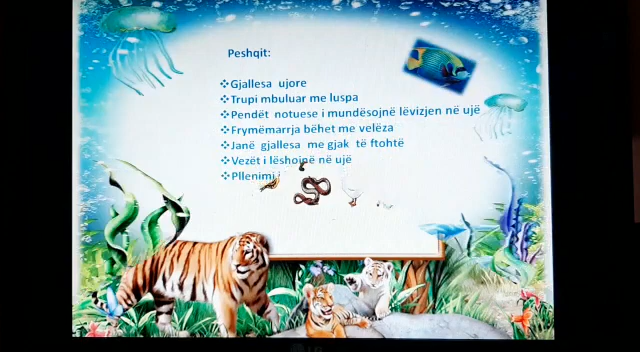 Peshqit:
❖Gjallesa ujore
❖Trupi mbuluar me luspa
❖Pendët notuese i mundësojnë lëvizjen në ujë
❖Frymëmarrja bëhet me velëza
❖Janë gjallesa me gjak të ftohtë
❖Vezët i lëshojnë në ujë
❖Pllenimi